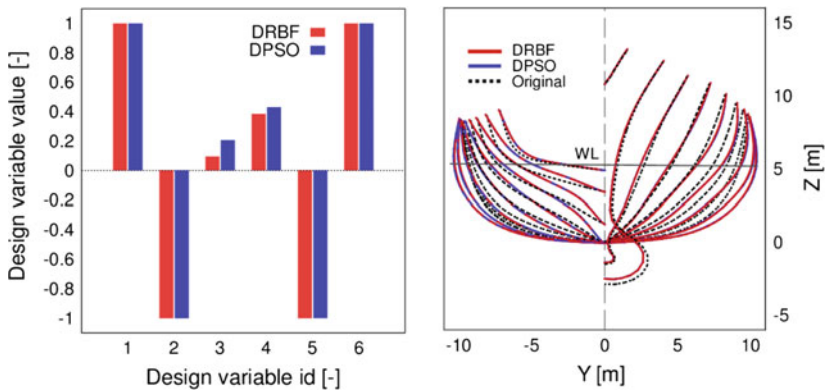 Design variable value [-]
1
0.8
0.6
0.4
0.2
0
-0.2
-0.4
-0.6
-0.8
-1
DRBF
DPSO
1 2 3 4 5 6
Design variable id [-]
DRBF
DPSO
Original
WL
15
10
5
0
-5
Z [m]
-10 -5 0 5 10
Y [m]